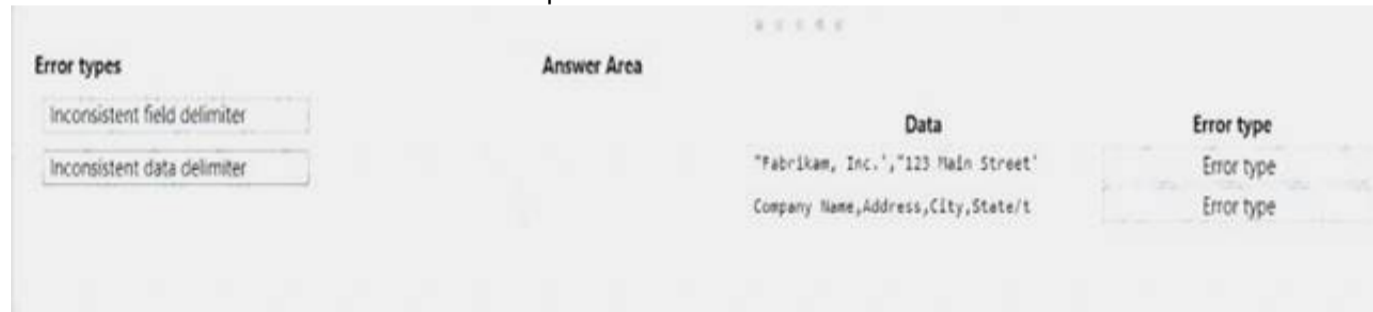 Error types
Answer Area
Inconsistent field delimiter
Inconsistent data delimiter
Data
Error type
"Fabrikam, Inc.',"123 Main Street'
Error type
Company Name,Address,City,State/t
Error type